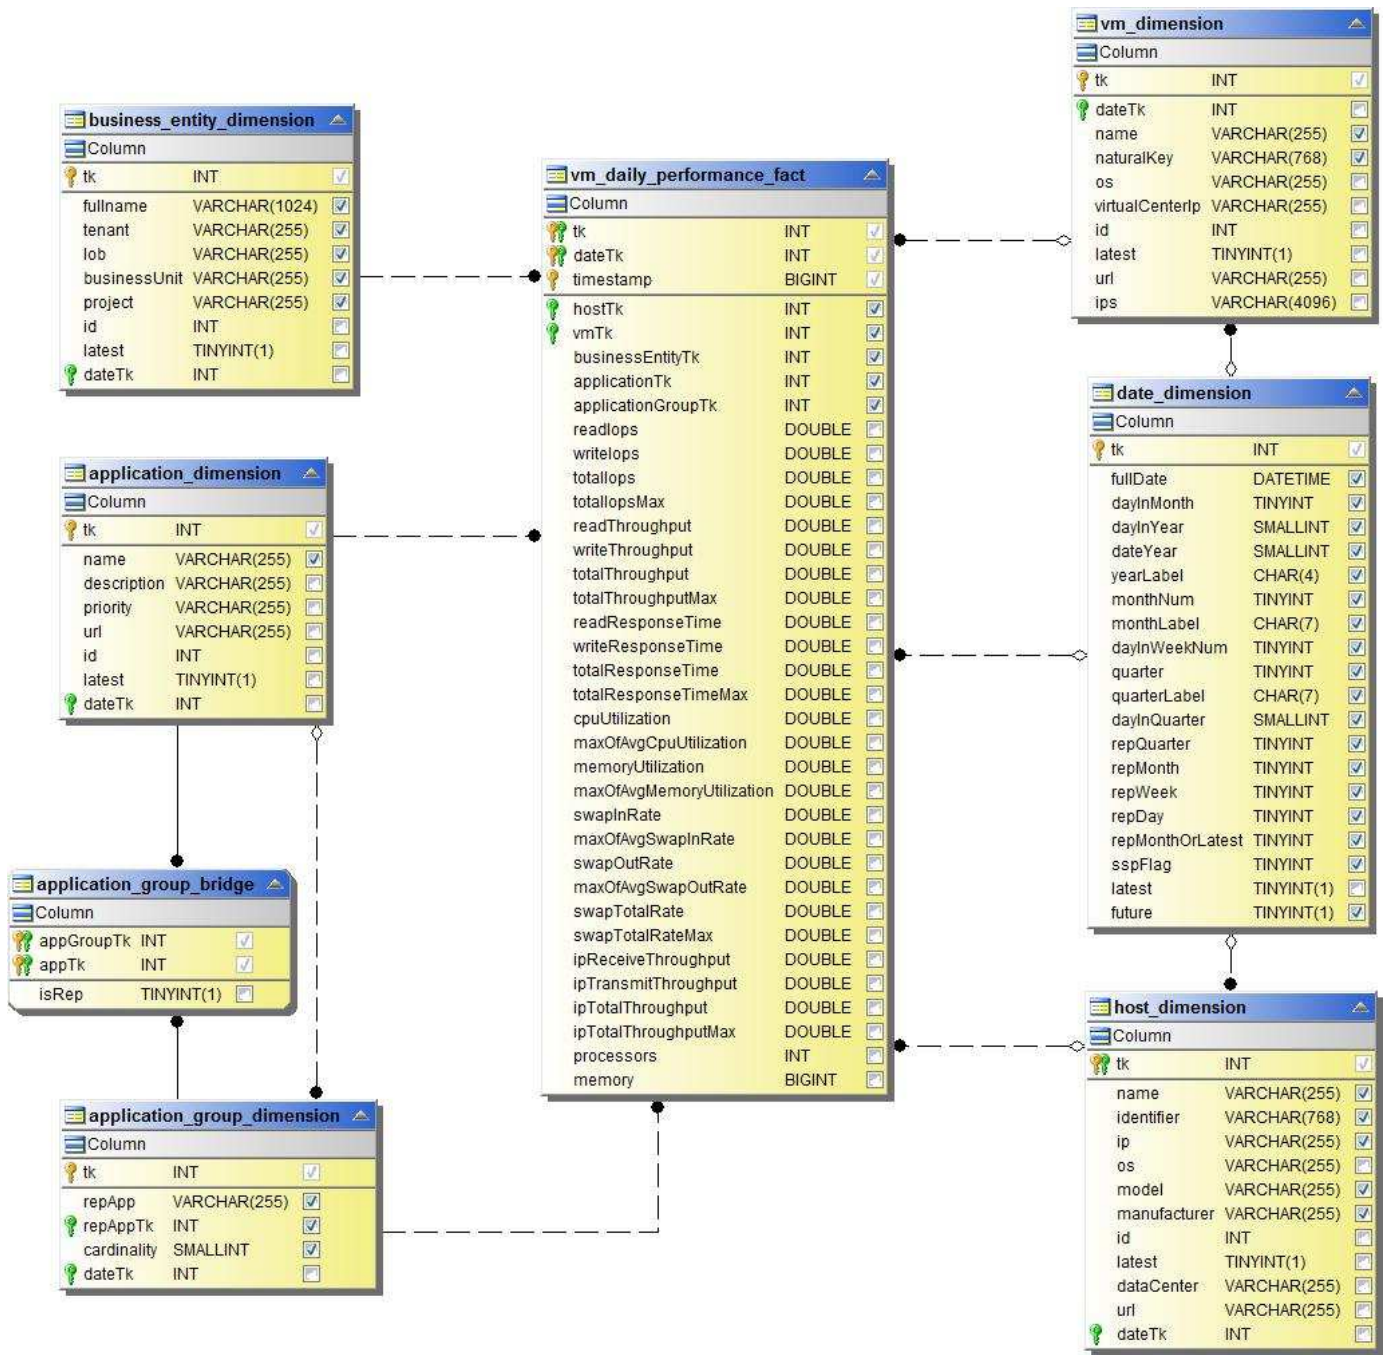 business_entity_dimension
Column
tk INT
fullname VARCHAR(1024)
tenant VARCHAR(255)
lob VARCHAR(255)
businessUnit VARCHAR(255)
project VARCHAR(255)
id INT
latest TINYINT(1)
dateTk INT
application_dimension
Column
tk INT
name VARCHAR(255)
description VARCHAR(255)
priority VARCHAR(255)
url VARCHAR(255)
id INT
latest TINYINT(1)
dateTk INT
application_group_bridge
Column
appGroupTk INT
appTk INT
isRep TINYINT(1)
application_group_dimension
Column
tk INT
repApp VARCHAR(255)
repAppTk INT
cardinality SMALLINT
dateTk INT
vm_daily_performance_fact
Column
tk INT
dateTk INT
timestamp BIGINT
hostTk INT
vmTk INT
businessEntityTk INT
applicationTk INT
applicationGroupTk INT
readIops DOUBLE
writeIops DOUBLE
totalIops DOUBLE
totalIopsMax DOUBLE
readThroughput DOUBLE
writeThroughput DOUBLE
totalThroughput DOUBLE
totalThroughputMax DOUBLE
readResponseTime DOUBLE
writeResponseTime DOUBLE
totalResponseTime DOUBLE
totalResponseTimeMax DOUBLE
cpuUtilization DOUBLE
maxOfAvgCpuUtilization DOUBLE
memoryUtilization DOUBLE
maxOfAvgMemoryUtilization DOUBLE
swapInRate DOUBLE
maxOfAvgSwapInRate DOUBLE
swapOutRate DOUBLE
maxOfAvgSwapOutRate DOUBLE
swapTotalRate DOUBLE
swapTotalRateMax DOUBLE
ipReceiveThroughput DOUBLE
ipTransmitThroughput DOUBLE
ipTotalThroughput DOUBLE
ipTotalThroughputMax DOUBLE
processors INT
memory BIGINT
vm_dimension
Column
tk INT
dateTk INT
name VARCHAR(255)
naturalKey VARCHAR(768)
os VARCHAR(255)
virtualCenterIp VARCHAR(255)
id INT
latest TINYINT(1)
url VARCHAR(255)
ips VARCHAR(4096)
date_dimension
Column
tk INT
fullDate DATETIME
dayInMonth TINYINT
dayInYear SMALLINT
dateYear SMALLINT
yearLabel CHAR(4)
monthNum TINYINT
monthLabel CHAR(7)
dayInWeekNum TINYINT
quarter TINYINT
quarterLabel CHAR(7)
dayInQuarter SMALLINT
repQuarter TINYINT
repMonth TINYINT
repWeek TINYINT
repDay TINYINT
repMonthOrLatest TINYINT
sspFlag TINYINT
latest TINYINT(1)
future TINYINT(1)
host_dimension
Column
tk INT
name VARCHAR(255)
identifier VARCHAR(768)
ip VARCHAR(255)
os VARCHAR(255)
model VARCHAR(255)
manufacturer VARCHAR(255)
id INT
latest TINYINT(1)
dataCenter VARCHAR(255)
url VARCHAR(255)
dateTk INT